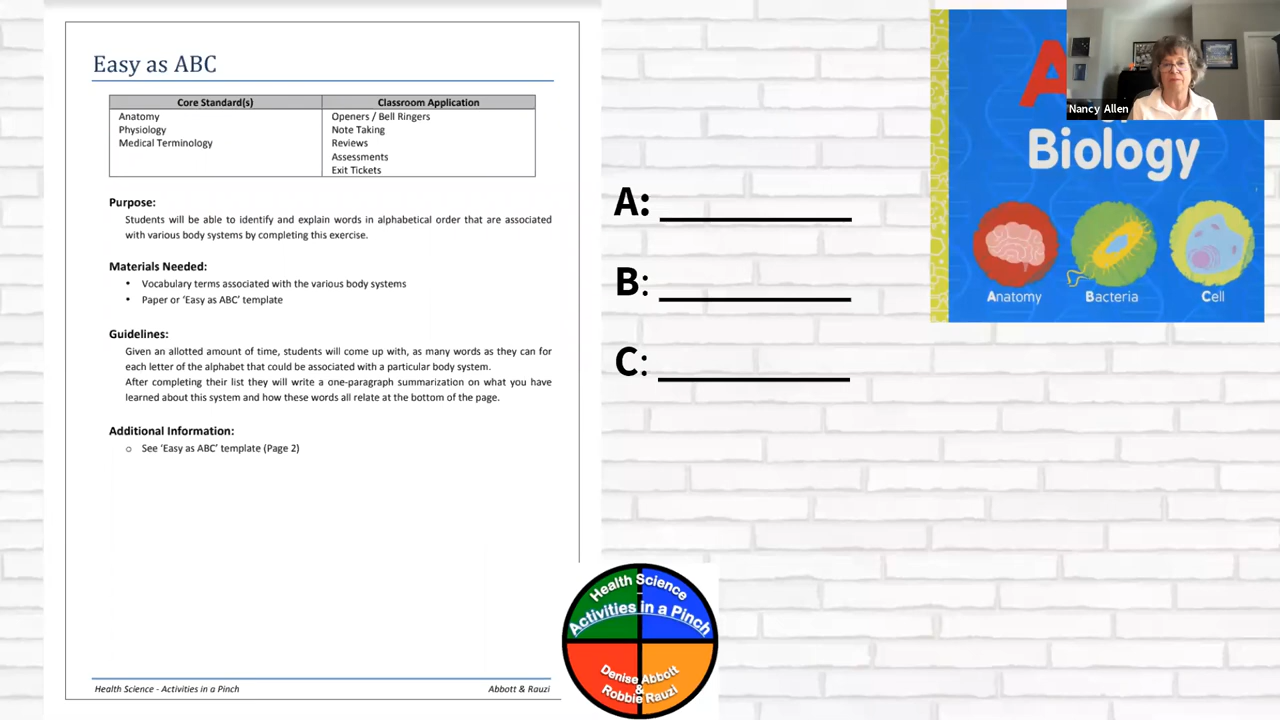 Easy as ABC
Core Standard(s)
Classroom Application
Anatomy
Physiology
Medical Terminology
Openers / Bell Ringers
Note Taking
Reviews
Assessments
Exit Tickets
Purpose:
Students will be able to identify and explain words in alphabetical order that are associated
with various body systems by completing this exercise.
Materials Needed:
• Vocabulary terms associated with the various body systems
• Paper or ‘Easy as ABC’ template
Guidelines:
Given an allotted amount of time, students will come up with, as many words as they can for
each letter of the alphabet that could be associated with a particular body system.
After completing their list they will write a one-paragraph summarization on what you have
learned about this system and how these words all relate at the bottom of the page.
Additional Information:
o See ‘Easy as ABC’ template (Page 2)
Health Science - Activities in a Pinch
Abbott & Rauzi
Health Science
Activities in a Pinch
Denise Abbott
&
Robbie Rauzi
A: __________
B: __________
C: __________
A
Biology
Anatomy
Bacteria
Cell
Nancy Allen